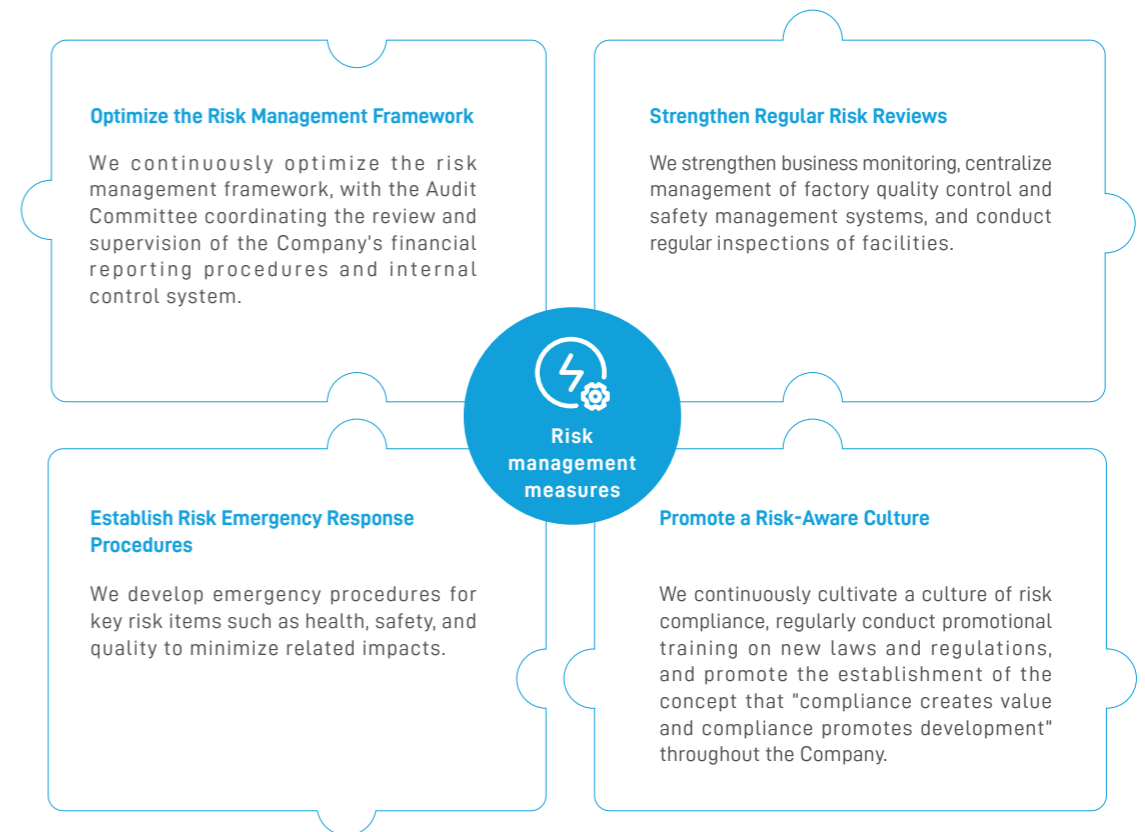 Optimize the Risk Management Framework
We continuously optimize the risk
management framework, with the Audit
Committee coordinating the review and
supervision of the Company's financial
reporting procedures and internal
control system.
Strengthen Regular Risk Reviews
We strengthen business monitoring, centralize
management of factory quality control and
safety management systems, and conduct
regular inspections of facilities.
Risk
management
measures
Establish Risk Emergency Response
Procedures
We develop emergency procedures for
key risk items such as health, safety, and
quality to minimize related impacts.
Promote a Risk-Aware Culture
We continuously cultivate a culture of risk
compliance, regularly conduct promotional
training on new laws and regulations,
and promote the establishment of the
concept that "compliance creates value
and compliance promotes development"
throughout the Company.